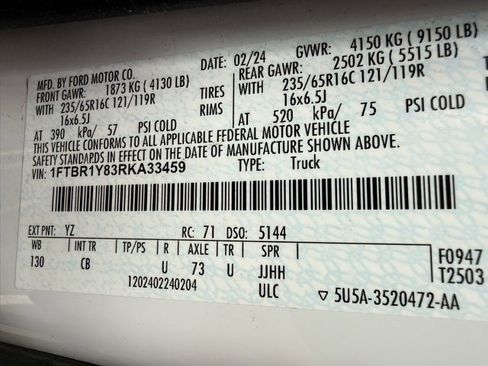 MFD. BY FORD MOTOR CO. DATE: 02/24 GVWR: 4150 KG ( 9150 LB)
FRONT GAWR: 1873 KG ( 4130 LB) REAR GAWR: 2502 KG ( 5515 LB)
WITH 235/65R16C 121/119R TIRES WITH 235/65R16C 121/119R
16x6.5J RIMS 16x6.5J
AT 390 kPa/ 57 PSI COLD AT 520 kPa/ 75 PSI COLD
THIS VEHICLE CONFORMS TO ALL APPLICABLE FEDERAL MOTOR VEHICLE
SAFETY STANDARDS IN EFFECT ON THE DATE OF MANUFACTURE SHOWN ABOVE.
VIN: 1FTBR1Y83RKA33459 TYPE: Truck
EXT PNT: YZ RC: 71 DSO: 5144
WB INT TR TP/PS R AXLE TR SPR F0947
130 CB U 73 U JJHH T2503
1202402240204 ULC ▽ 5U5A-3520472-AA